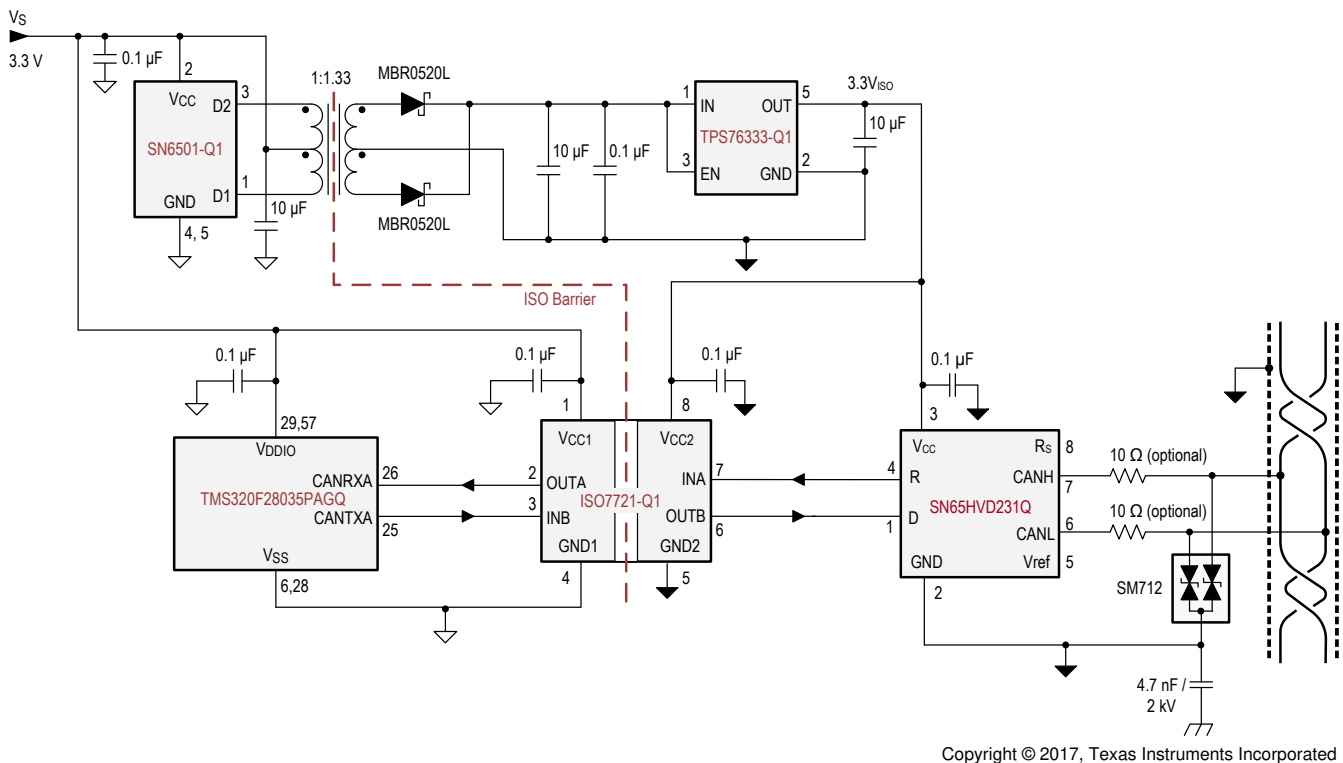 VS
3.3 V
0.1 µF
2
VCC
D2
3
SN6501-Q1
D1
1
GND
4, 5
10 µF
1:1.33
MBR0520L
MBR0520L
10 µF
0.1 µF
1
IN
OUT
5
TPS76333-Q1
3
EN
GND
2
3.3VISO
10 µF
ISO Barrier
0.1 µF
0.1 µF
0.1 µF
0.1 µF
29,57
VDDIO
CANRXA
26
TMS320F28035PAGQ
CANTXA
25
VSS
6,28
1
VCC1
2
OUTA
3
INB
GND1
4
ISO7721-Q1
8
VCC2
INA
7
OUTB
6
GND2
5
3
VCC
RS
8
4
R
CANH
7
SN65HVD231Q
1
D
CANL
6
GND
2
Vref
5
10 Ω (optional)
10 Ω (optional)
SM712
4.7 nF /
2 kV
Copyright © 2017, Texas Instruments Incorporated